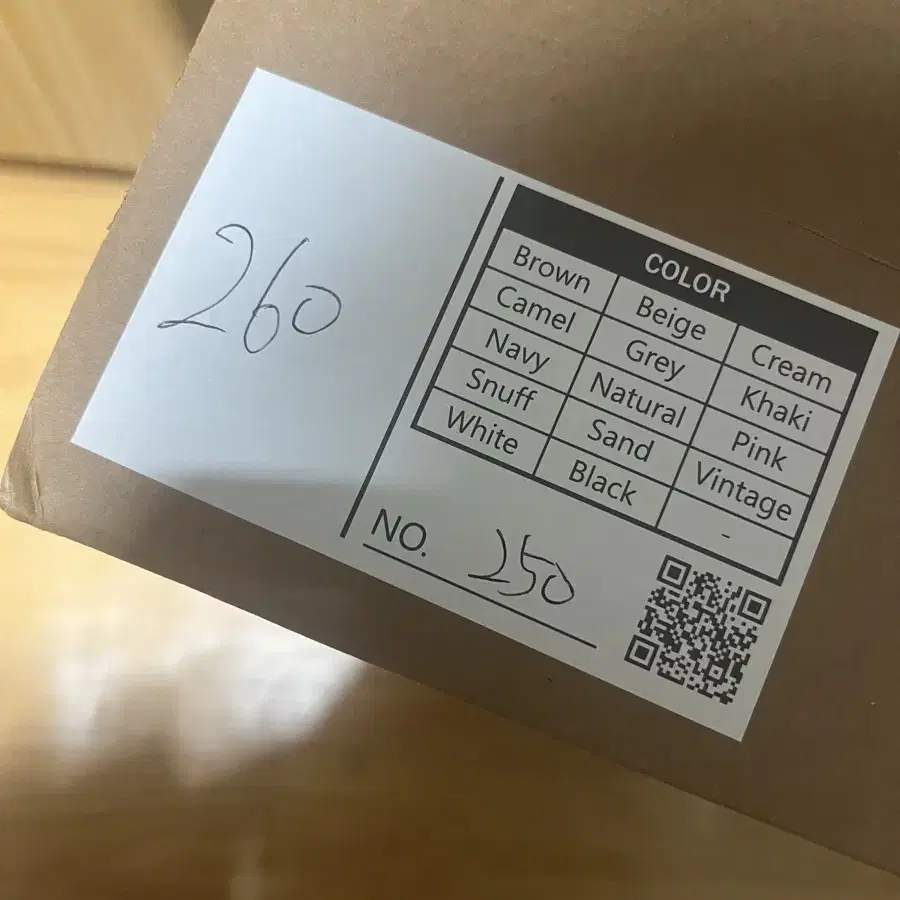 260
COLOR
Brown Beige Cream
Camel Grey Khaki
Navy Natural Pink
Snuff Sand Vintage
White Black -
NO. 250